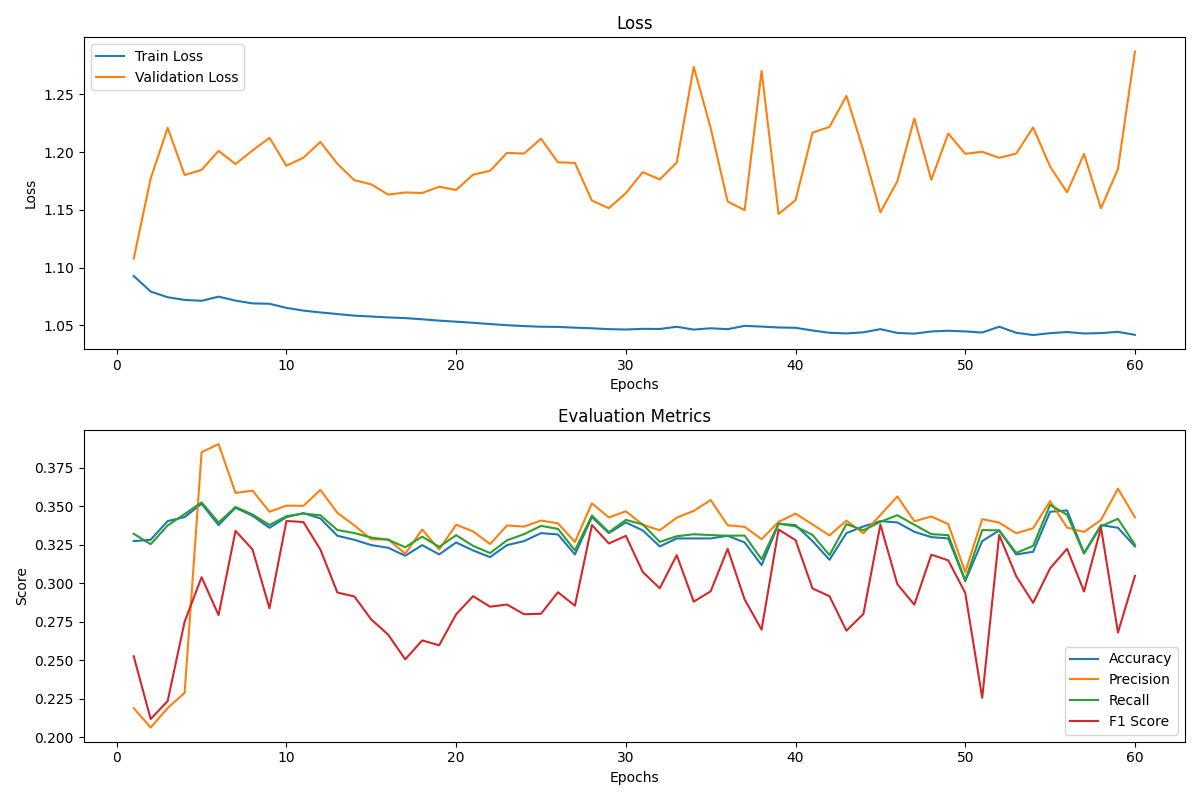 Loss
Train Loss
Validation Loss
1.25
1.20
1.15
1.10
1.05
Loss
0 10 20 30 40 50 60
Epochs
Evaluation Metrics
0.375
0.350
0.325
0.300
0.275
0.250
0.225
0.200
Score
Accuracy
Precision
Recall
F1 Score
0 10 20 30 40 50 60
Epochs